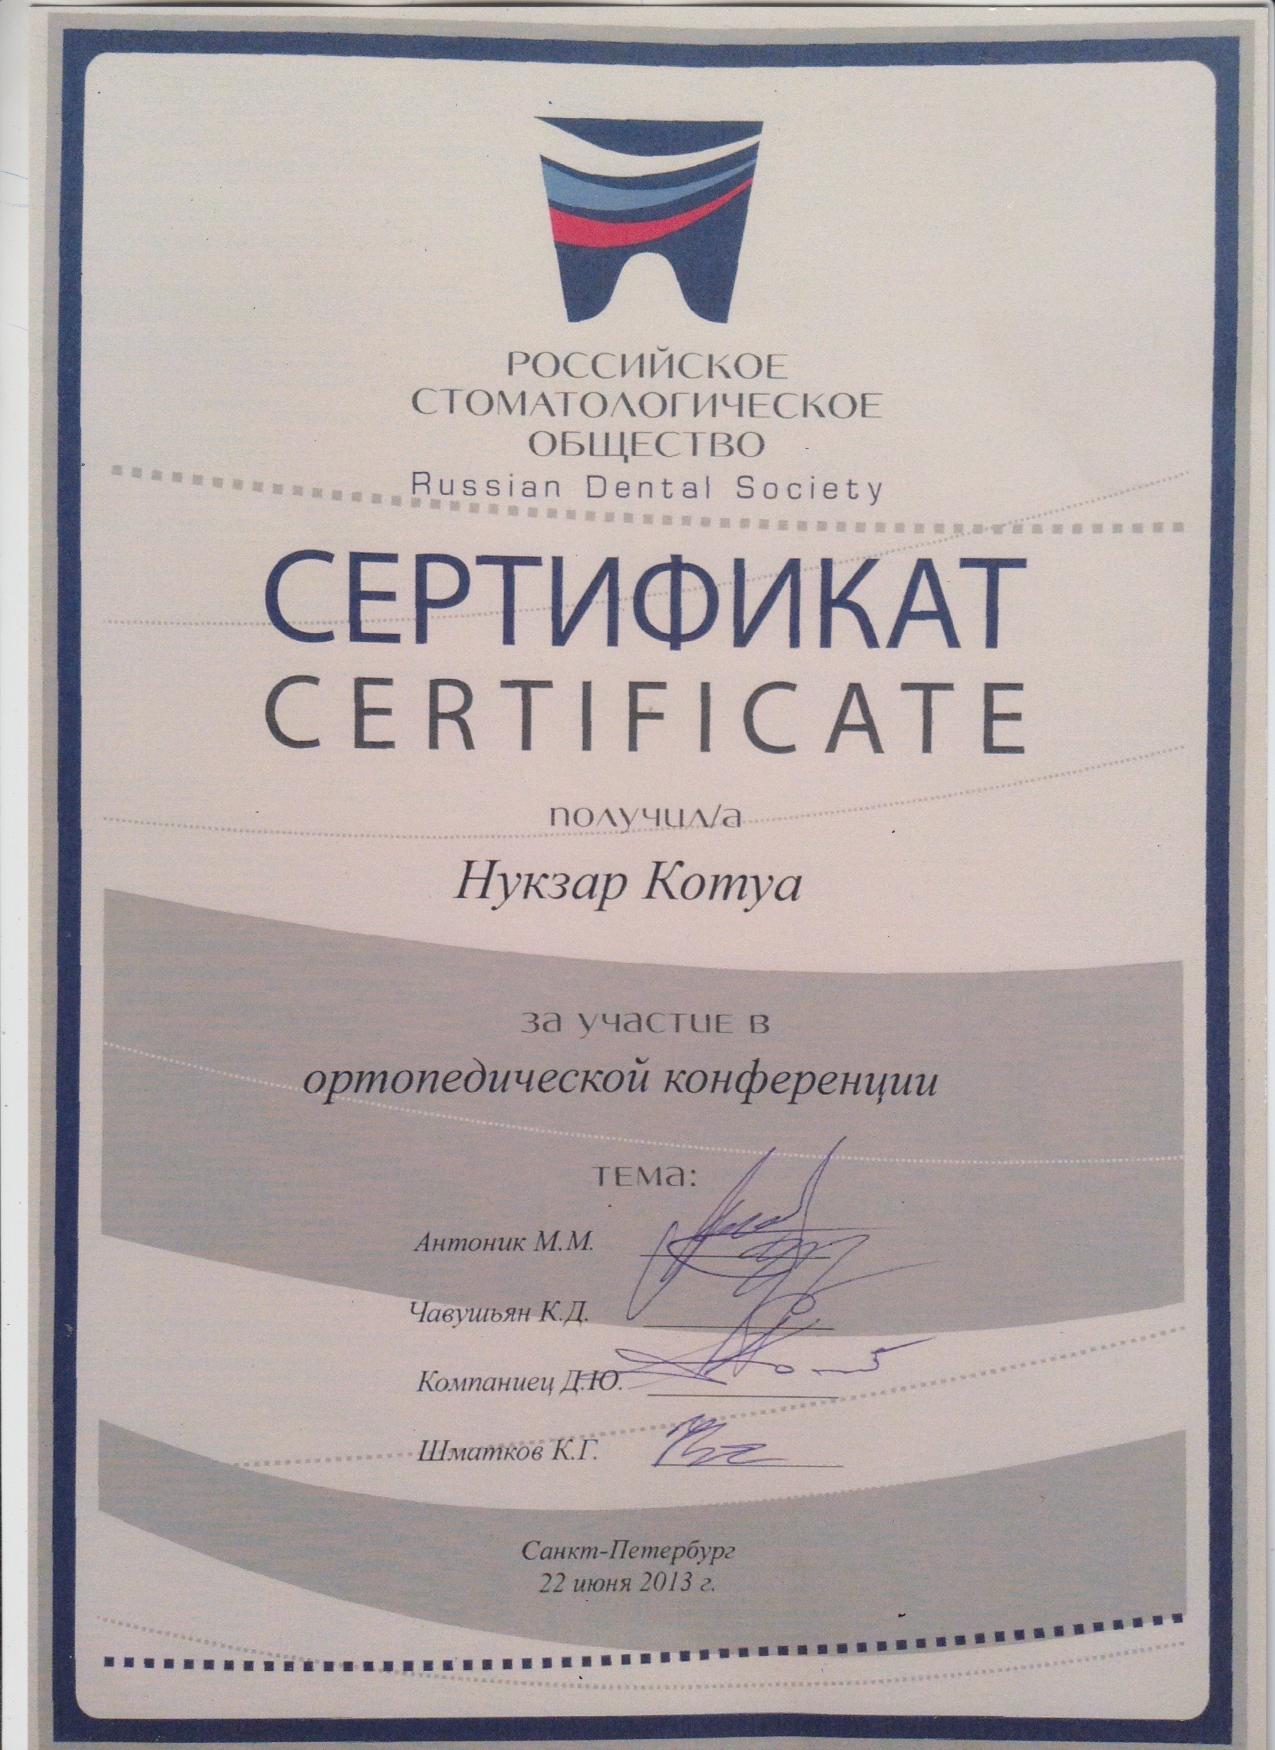 РОССИЙСКОЕ
СТОМАТОЛОГИЧЕСКОЕ
ОБЩЕСТВО
Russian Dental Society
СЕРТИФИКАТ
CERTIFICATE
получил/а
Нукзар Котуа
за участие в
ортопедической конференции
тема:
Антоник М.М.
Чавушьян К.Д.
Компаниец Д.Ю.
Шматков К.Г.
Санкт-Петербург
22 июня 2013 г.